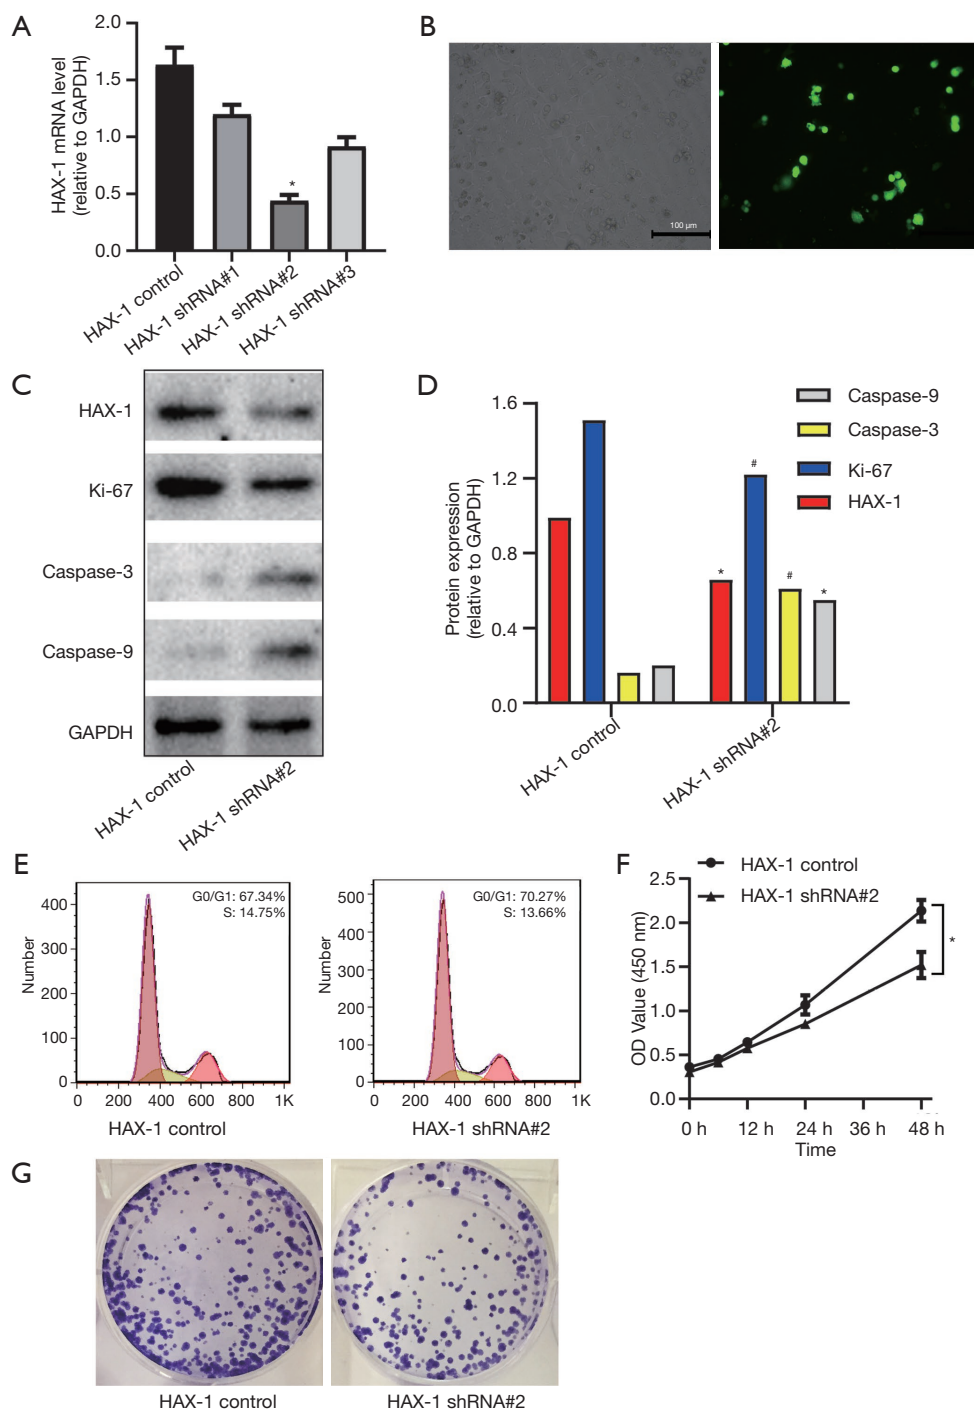 A
HAX-1 mRNA level
(relative to GAPDH)
2.0
1.5
1.0
0.5
0.0
*
HAX-1 control
HAX-1 shRNA#1
HAX-1 shRNA#2
HAX-1 shRNA#3
B
100 µm
C
HAX-1
Ki-67
Caspase-3
Caspase-9
GAPDH
HAX-1 control
HAX-1 shRNA#2
D
Protein expression
(relative to GAPDH)
1.6
1.2
0.8
0.4
0.0
Caspase-9
Caspase-3
Ki-67
HAX-1
* # # *
HAX-1 control
HAX-1 shRNA#2
E
Number
400
300
200
100
0
G0/G1: 67.34%
S: 14.75%
0 200 400 600 800 1K
HAX-1 control
Number
500
400
300
200
100
0
G0/G1: 70.27%
S: 13.66%
0 200 400 600 800 1K
HAX-1 shRNA#2
F
HAX-1 control
HAX-1 shRNA#2
OD Value (450 nm)
2.5
2.0
1.5
1.0
0.5
0.0
*
0 h 12 h 24 h 36 h 48 h
Time
G
HAX-1 control
HAX-1 shRNA#2